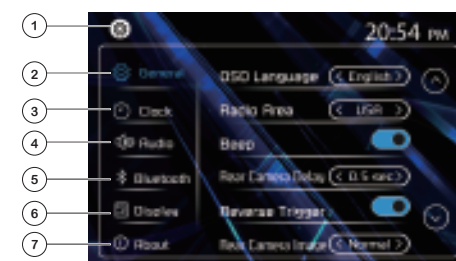 1
20:54 PM
2 General OSD Language < English >
3 Clock Radio Area < USA >
4 Audio Beep
5 Bluetooth Rear Camera Delay < 0.5 sec >
6 Display Reverse Trigger
7 About Rear Camera Image < Normal >